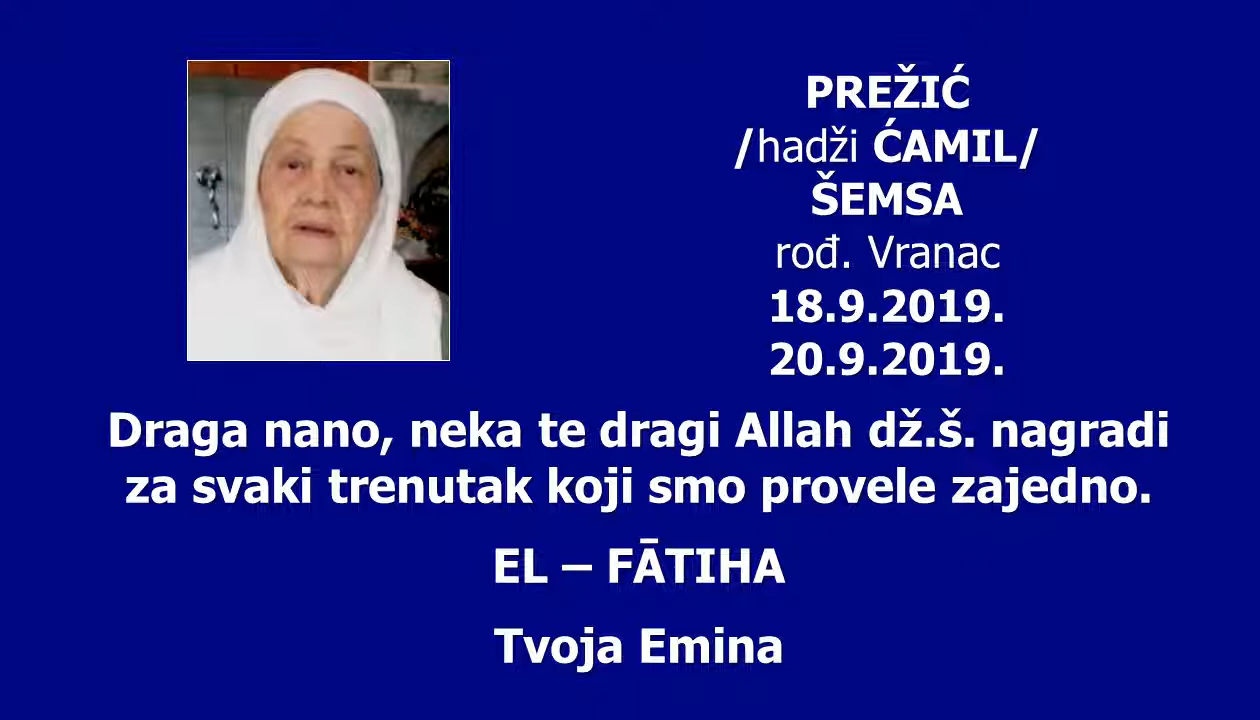 PREŽIĆ
/hadži ĆAMIL/
ŠEMSA
rođ. Vranac
18.9.2019.
20.9.2019.
Draga nano, neka te dragi Allah dž.š. nagradi
za svaki trenutak koji smo provele zajedno.
EL – FĀTIHA
Tvoja Emina